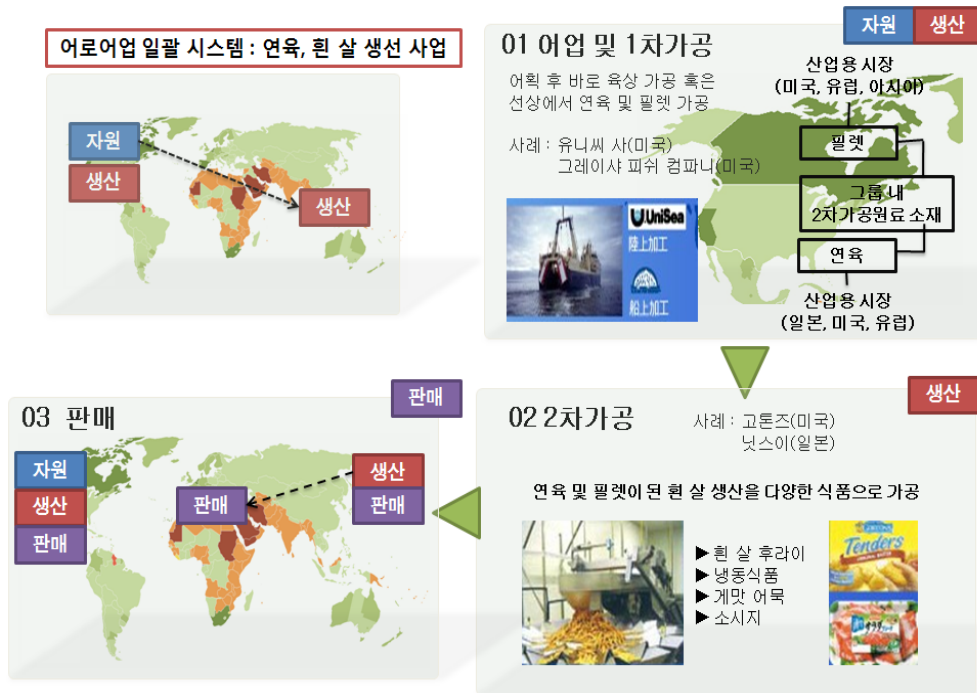 어로어업 일괄 시스템 : 연육, 흰 살 생선 사업
자원
생산
생산
자원
생산
01 어업 및 1차가공
어획 후 바로 육상 가공 혹은
선상에서 연육 및 필렛 가공
사례 : 유니씨 사(미국)
그레이샤 피쉬 컴파니(미국)
산업용 시장
(미국, 유럽, 아시아)
필렛
그룹 내
2차가공원료 소재
연육
산업용 시장
(일본, 미국, 유럽)
UniSea
陸上加工
船上加工
생산
02 2차가공
사례 : 고톤즈(미국)
닛스이(일본)
연육 및 필렛이 된 흰 살 생산을 다양한 식품으로 가공
▶ 흰 살 후라이
▶ 냉동식품
▶ 게맛 어묵
▶ 소시지
Tenders
판매
03 판매
자원
생산
판매
판매
생산
판매